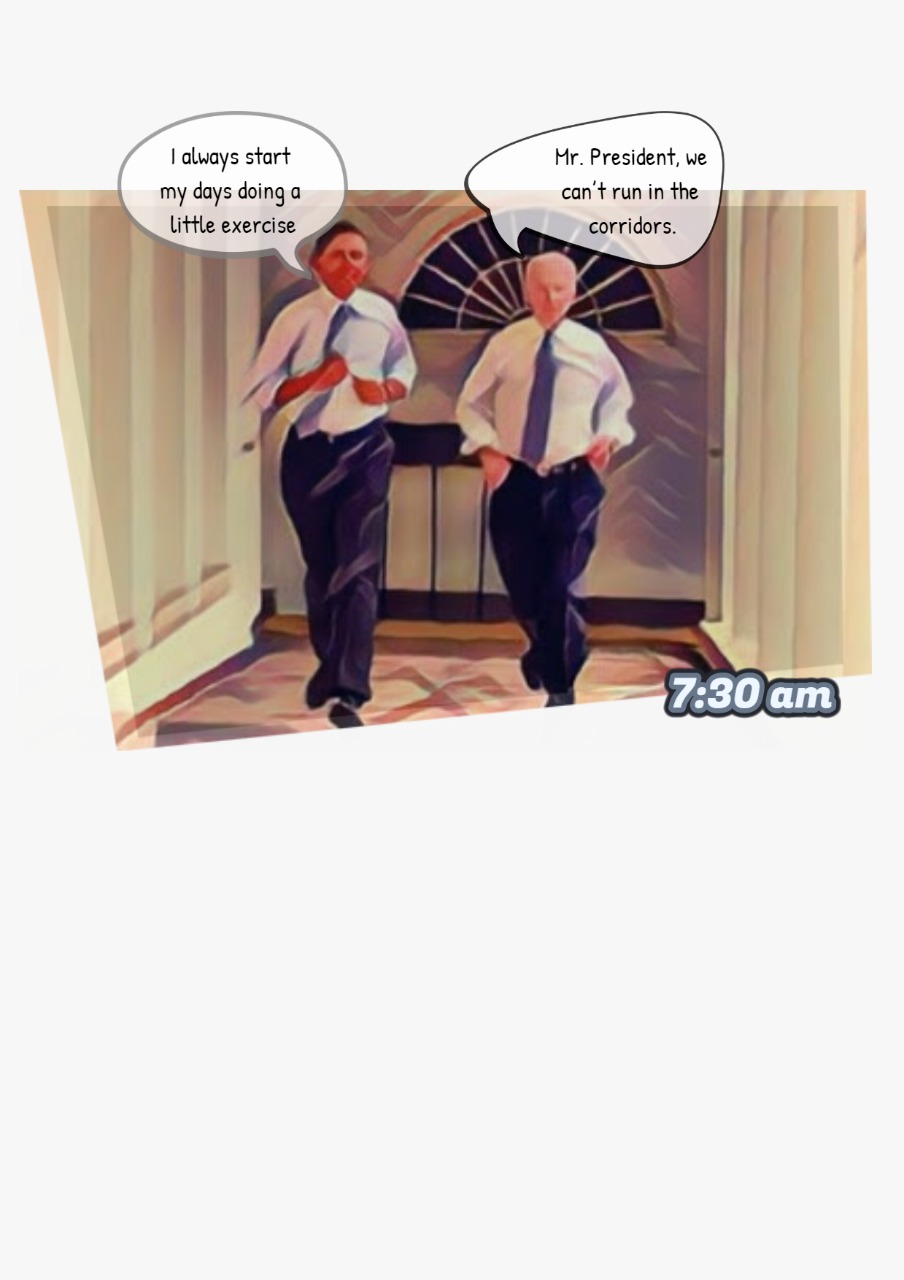 I always start
my days doing a
little exercise
Mr. President, we
can't run in the
corridors.
7:30 am